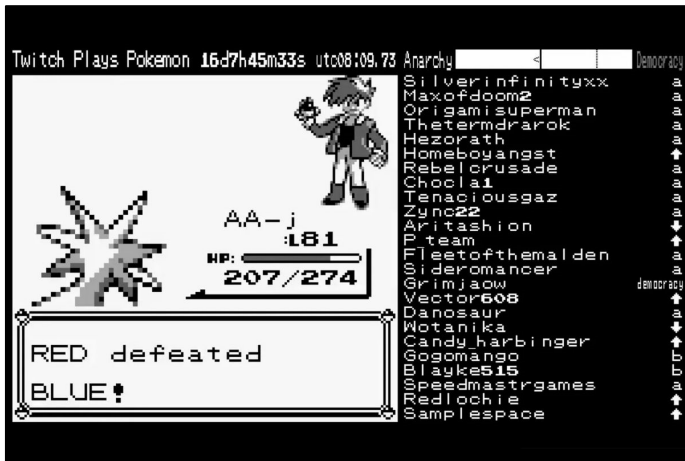 Twitch Plays Pokemon 16d7h45m33s utc08:09.73 Anarchy < Democracy
AA-j
:L81
HP:
207/274
RED defeated
BLUE!
Silverinfinityxx a
Maxofdoom2 a
Origamisuperman a
Thetermdrarok a
Hezorath a
Homeboyangst ⬆
Rebelcrusade a
Chocla1 a
Tenaciousgaz a
Zync22 a
Aritashion ⬇
P_team ⬆
Fleetofthemalden a
Sideromancer a
Grimjaow democracy
Vector608 ⬆
Danosaur a
Wotanika ⬇
Candy_harbinger ⬆
Gogomango b
Blayke515 b
Speedmastrgames a
Redlochie ⬆
Samplespace ⬆